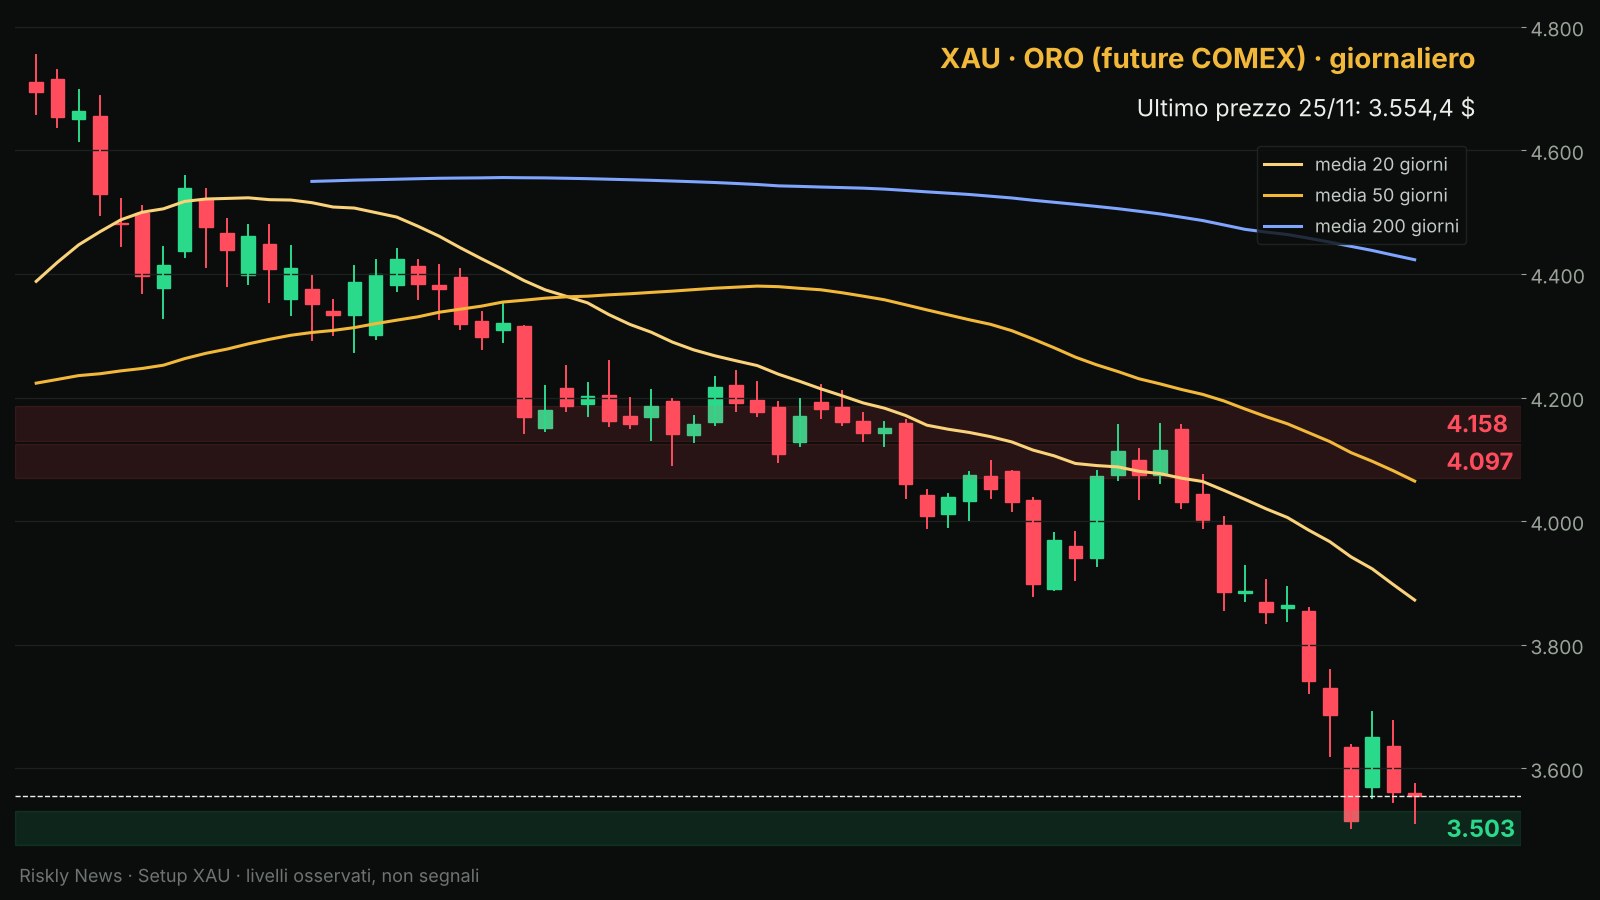 4.800
XAU · ORO (future COMEX) · giornaliero
Ultimo prezzo 25/11: 3.554,4 $
4.600
media 20 giorni
media 50 giorni
media 200 giorni
4.400
4.200
4.158
4.097
4.000
3.800
3.600
3.503
Riskly News · Setup XAU · livelli osservati, non segnali